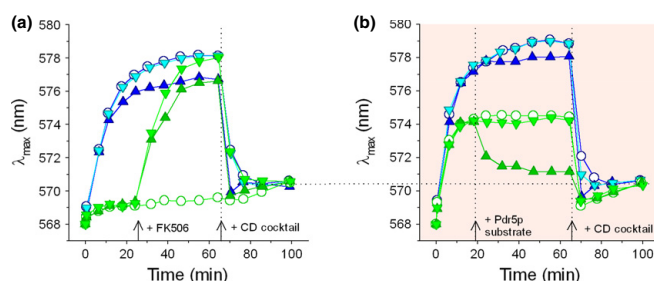 (a)
580
578
576
574
572
570
568
λmax (nm)
+ FK506
+ CD cocktail
0 20 40 60 80 100
Time (min)
(b)
580
578
576
574
572
570
568
λmax (nm)
+ Pdr5p
substrate
+ CD cocktail
0 20 40 60 80 100
Time (min)